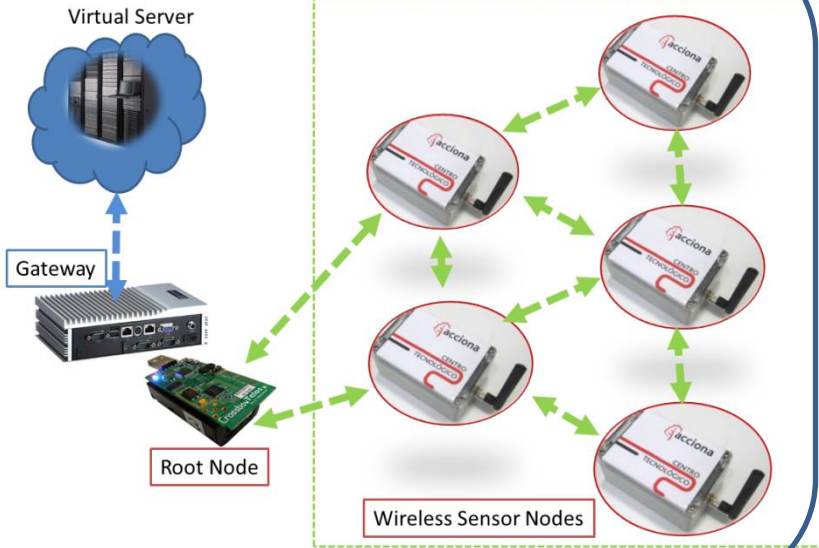 Virtual Server
Gateway
Root Node
Wireless Sensor Nodes
acciona
CENTRO
TECNOLÓGICO
acciona
CENTRO
TECNOLÓGICO
acciona
CENTRO
TECNOLÓGICO
acciona
CENTRO
TECNOLÓGICO
acciona
CENTRO
TECNOLÓGICO